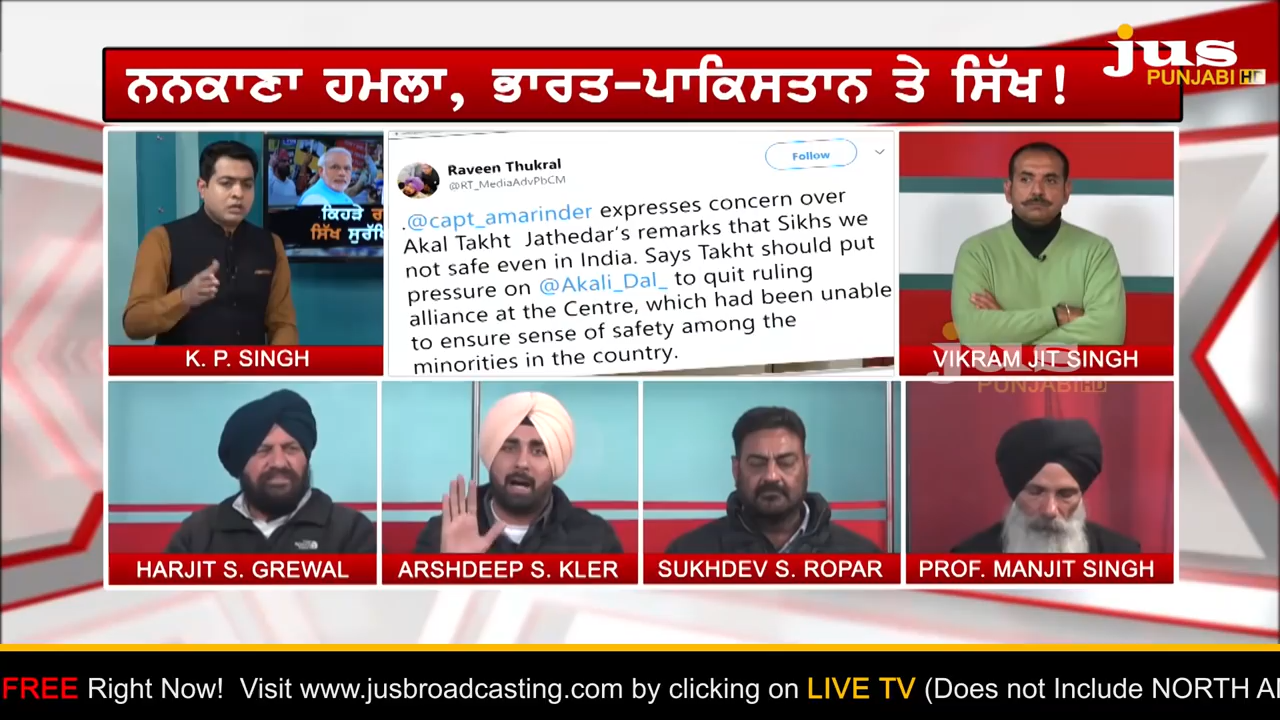 ਨਨਕਾਣਾ ਹਮਲਾ, ਭਾਰਤ-ਪਾਕਿਸਤਾਨ ਤੇ ਸਿੱਖ!
jus
PUNJABI HD
ਕਿਹੜੇ
ਸਿੱਖ
K. P. SINGH
Raveen Thukral
@RT_MediaAdvPbCM
Follow
.@capt_amarinder expresses concern over
Akal Takht Jathedar's remarks that Sikhs we
not safe even in India. Says Takht should put
pressure on @Akali_Dal_ to quit ruling
alliance at the Centre, which had been unable
to ensure sense of safety among the
minorities in the country.
VIKRAM JIT SINGH
jus
PUNJABI HD
HARJIT S. GREWAL
ARSHDEEP S. KLER
SUKHDEV S. ROPAR
PROF. MANJIT SINGH
FREE Right Now! Visit www.jusbroadcasting.com by clicking on LIVE TV (Does not Include NORTH